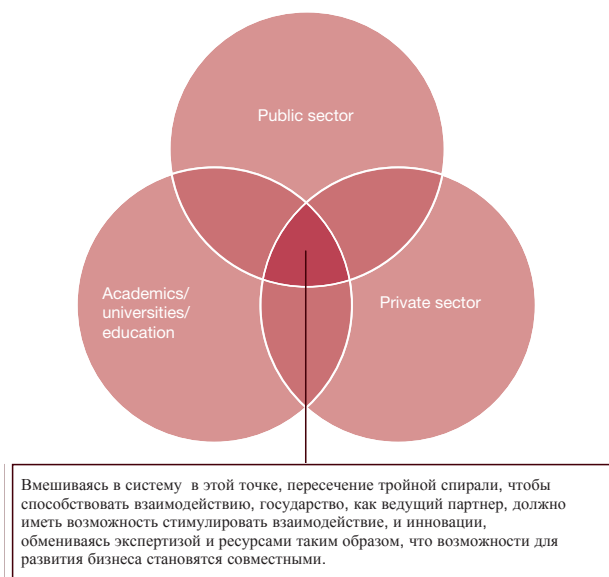 Public sector
Academics/
universities/
education
Private sector
Вмешиваясь в систему в этой точке, пересечение тройной спирали, чтобы
способствовать взаимодействию, государство, как ведущий партнер, должно
иметь возможность стимулировать взаимодействие, и инновации,
обмениваясь экспертизой и ресурсами таким образом, что возможности для
развития бизнеса становятся совместными.